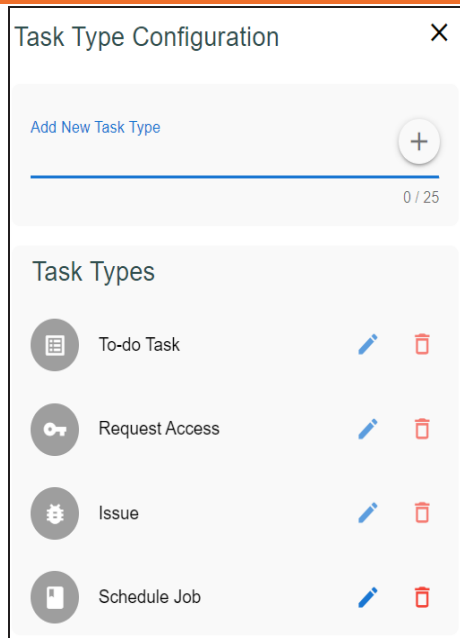 Task Type Configuration
Add New Task Type
0 / 25
Task Types
To-do Task
Request Access
Issue
Schedule Job